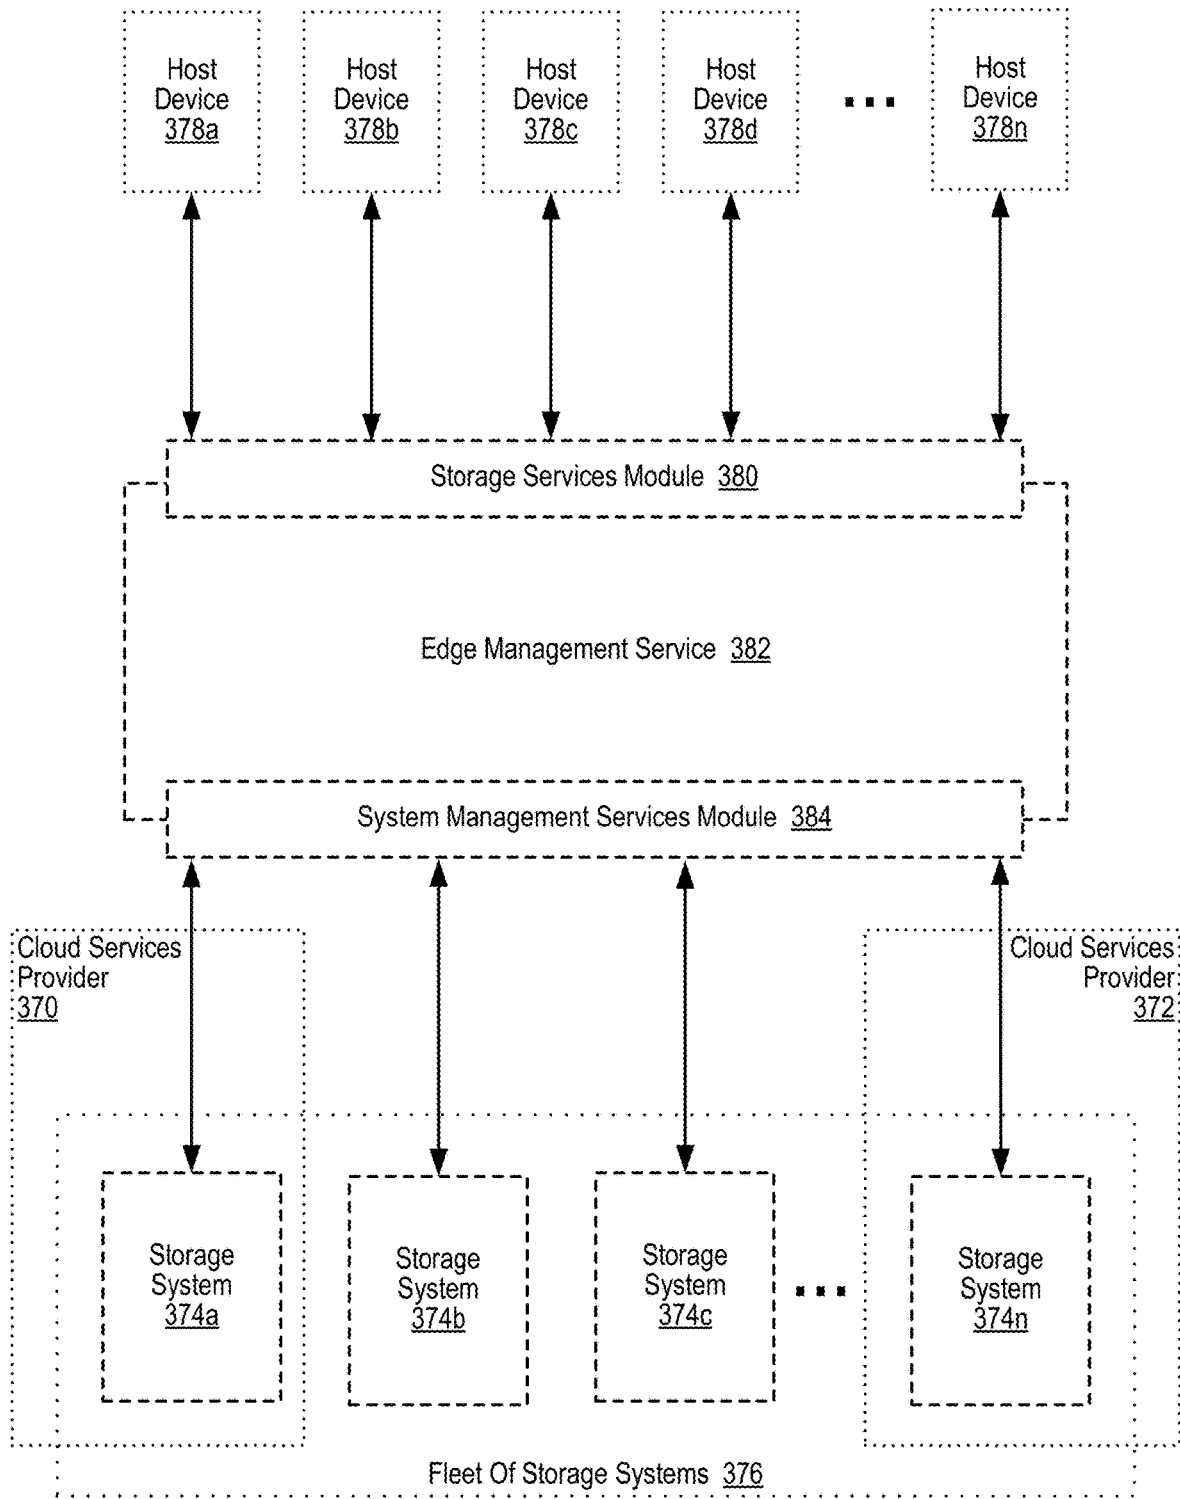 Host
Device
378a
Host
Device
378b
Host
Device
378c
Host
Device
378d
Host
Device
378n
Storage Services Module 380
Edge Management Service 382
System Management Services Module 384
Cloud Services
Provider
370
Cloud Services
Provider
372
Storage
System
374a
Storage
System
374b
Storage
System
374c
Storage
System
374n
Fleet Of Storage Systems 376